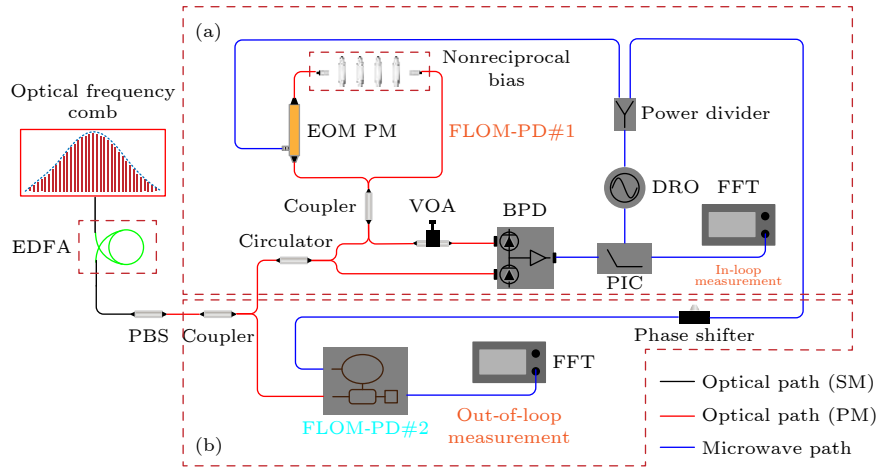 (a)
Nonreciprocal
bias
Optical frequency
comb
EOM PM
FLOM-PD#1
Power divider
Coupler
VOA
BPD
DRO
FFT
EDFA
Circulator
PIC
In-loop
measurement
PBS
Coupler
Phase shifter
FFT
FLOM-PD#2
Out-of-loop
measurement
(b)
Optical path (SM)
Optical path (PM)
Microwave path